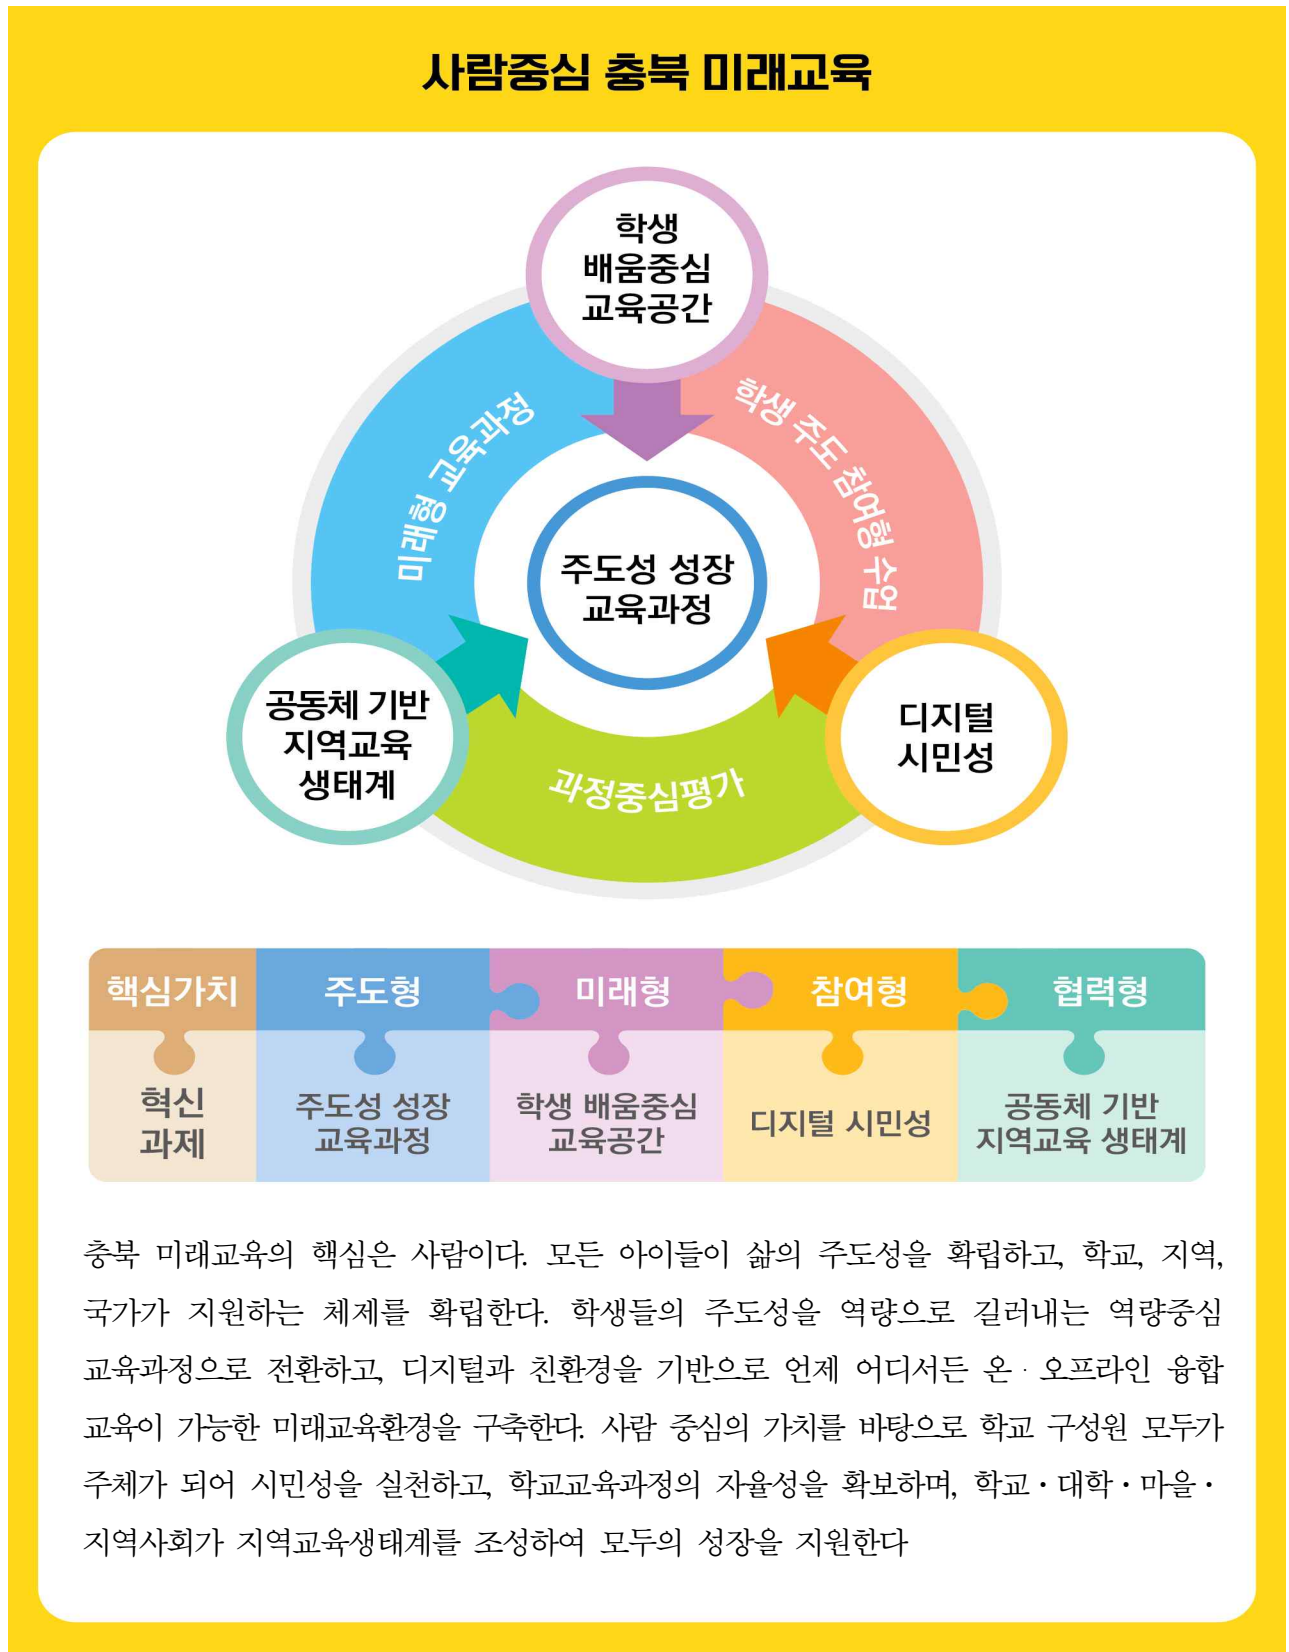 사람중심 충북 미래교육
학생
배움중심
교육공간
미래형 교육과정
학생 주도 참여형 수업
주도성 성장
교육과정
공동체 기반
지역교육
생태계
디지털
시민성
과정중심평가
핵심가치 주도형 미래형 참여형 협력형
혁신
과제
주도성 성장
교육과정
학생 배움중심
교육공간
디지털 시민성
공동체 기반
지역교육 생태계
충북 미래교육의 핵심은 사람이다. 모든 아이들이 삶의 주도성을 확립하고, 학교, 지역,
국가가 지원하는 체제를 확립한다. 학생들의 주도성을 역량으로 길러내는 역량중심
교육과정으로 전환하고, 디지털과 친환경을 기반으로 언제 어디서든 온·오프라인 융합
교육이 가능한 미래교육환경을 구축한다. 사람 중심의 가치를 바탕으로 학교 구성원 모두가
주체가 되어 시민성을 실천하고, 학교교육과정의 자율성을 확보하며, 학교・대학・마을・
지역사회가 지역교육생태계를 조성하여 모두의 성장을 지원한다